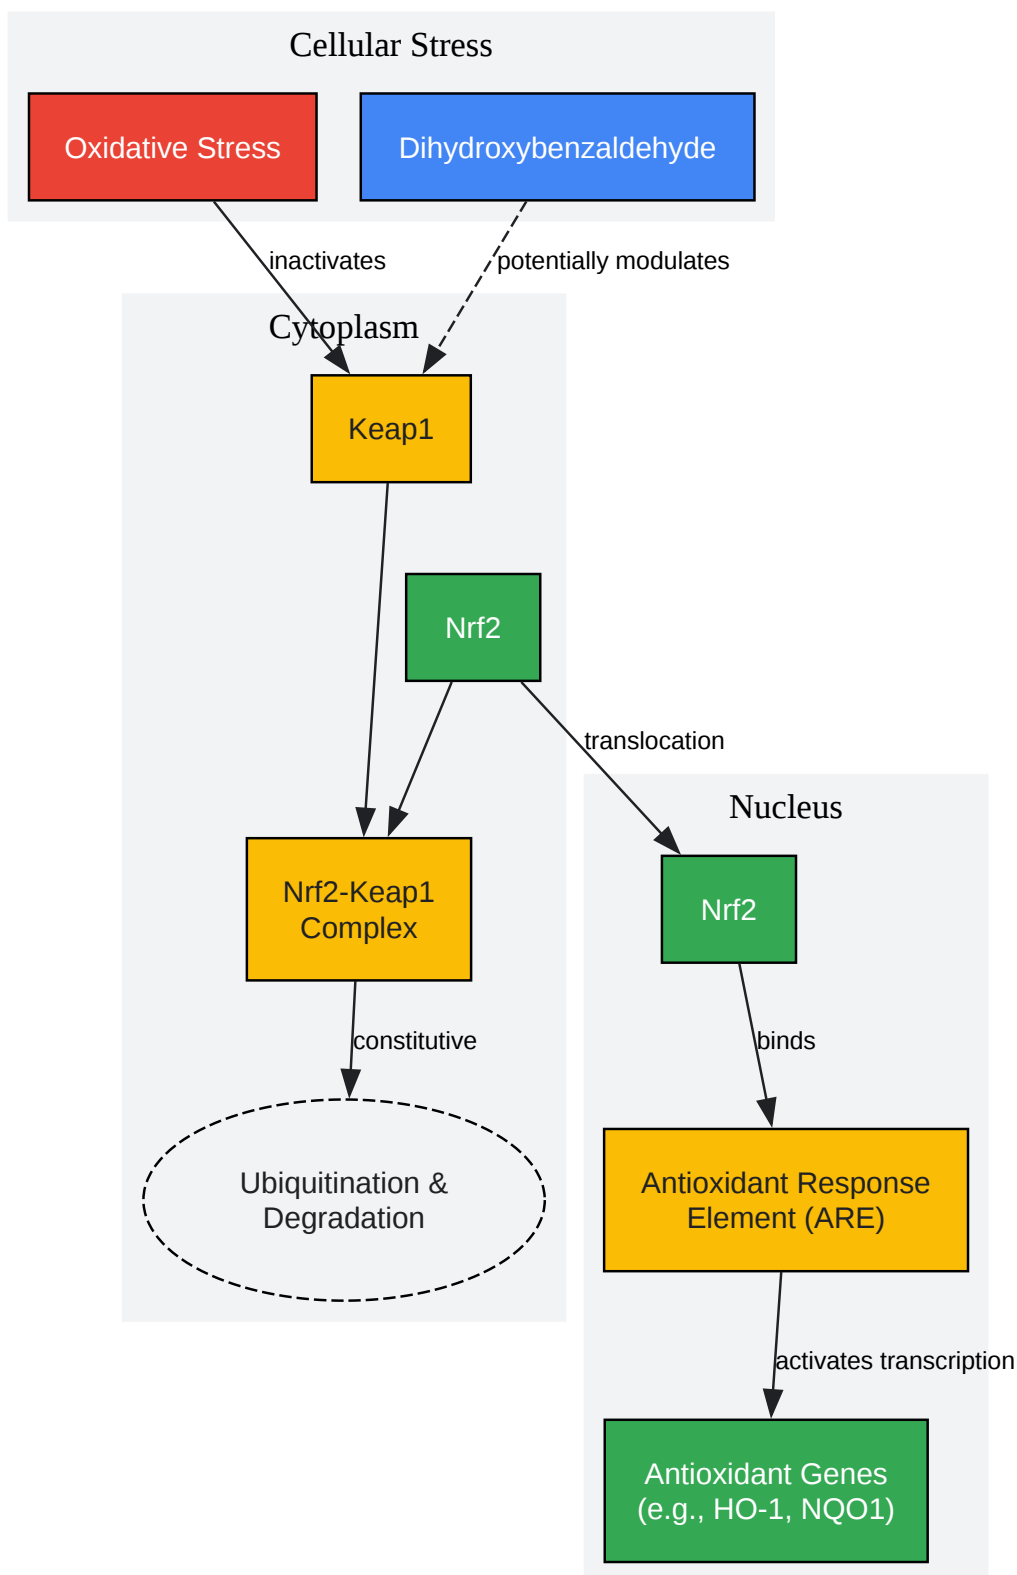 Cellular Stress
Oxidative Stress
Dihydroxybenzaldehyde
inactivates
potentially modulates
Cytoplasm
Keap1
Nrf2
translocation
Nucleus
Nrf2-Keap1
Complex
Nrf2
constitutive
binds
Ubiquitination &
Degradation
Antioxidant Response
Element (ARE)
activates transcription
Antioxidant Genes
(e.g., HO-1, NQO1)